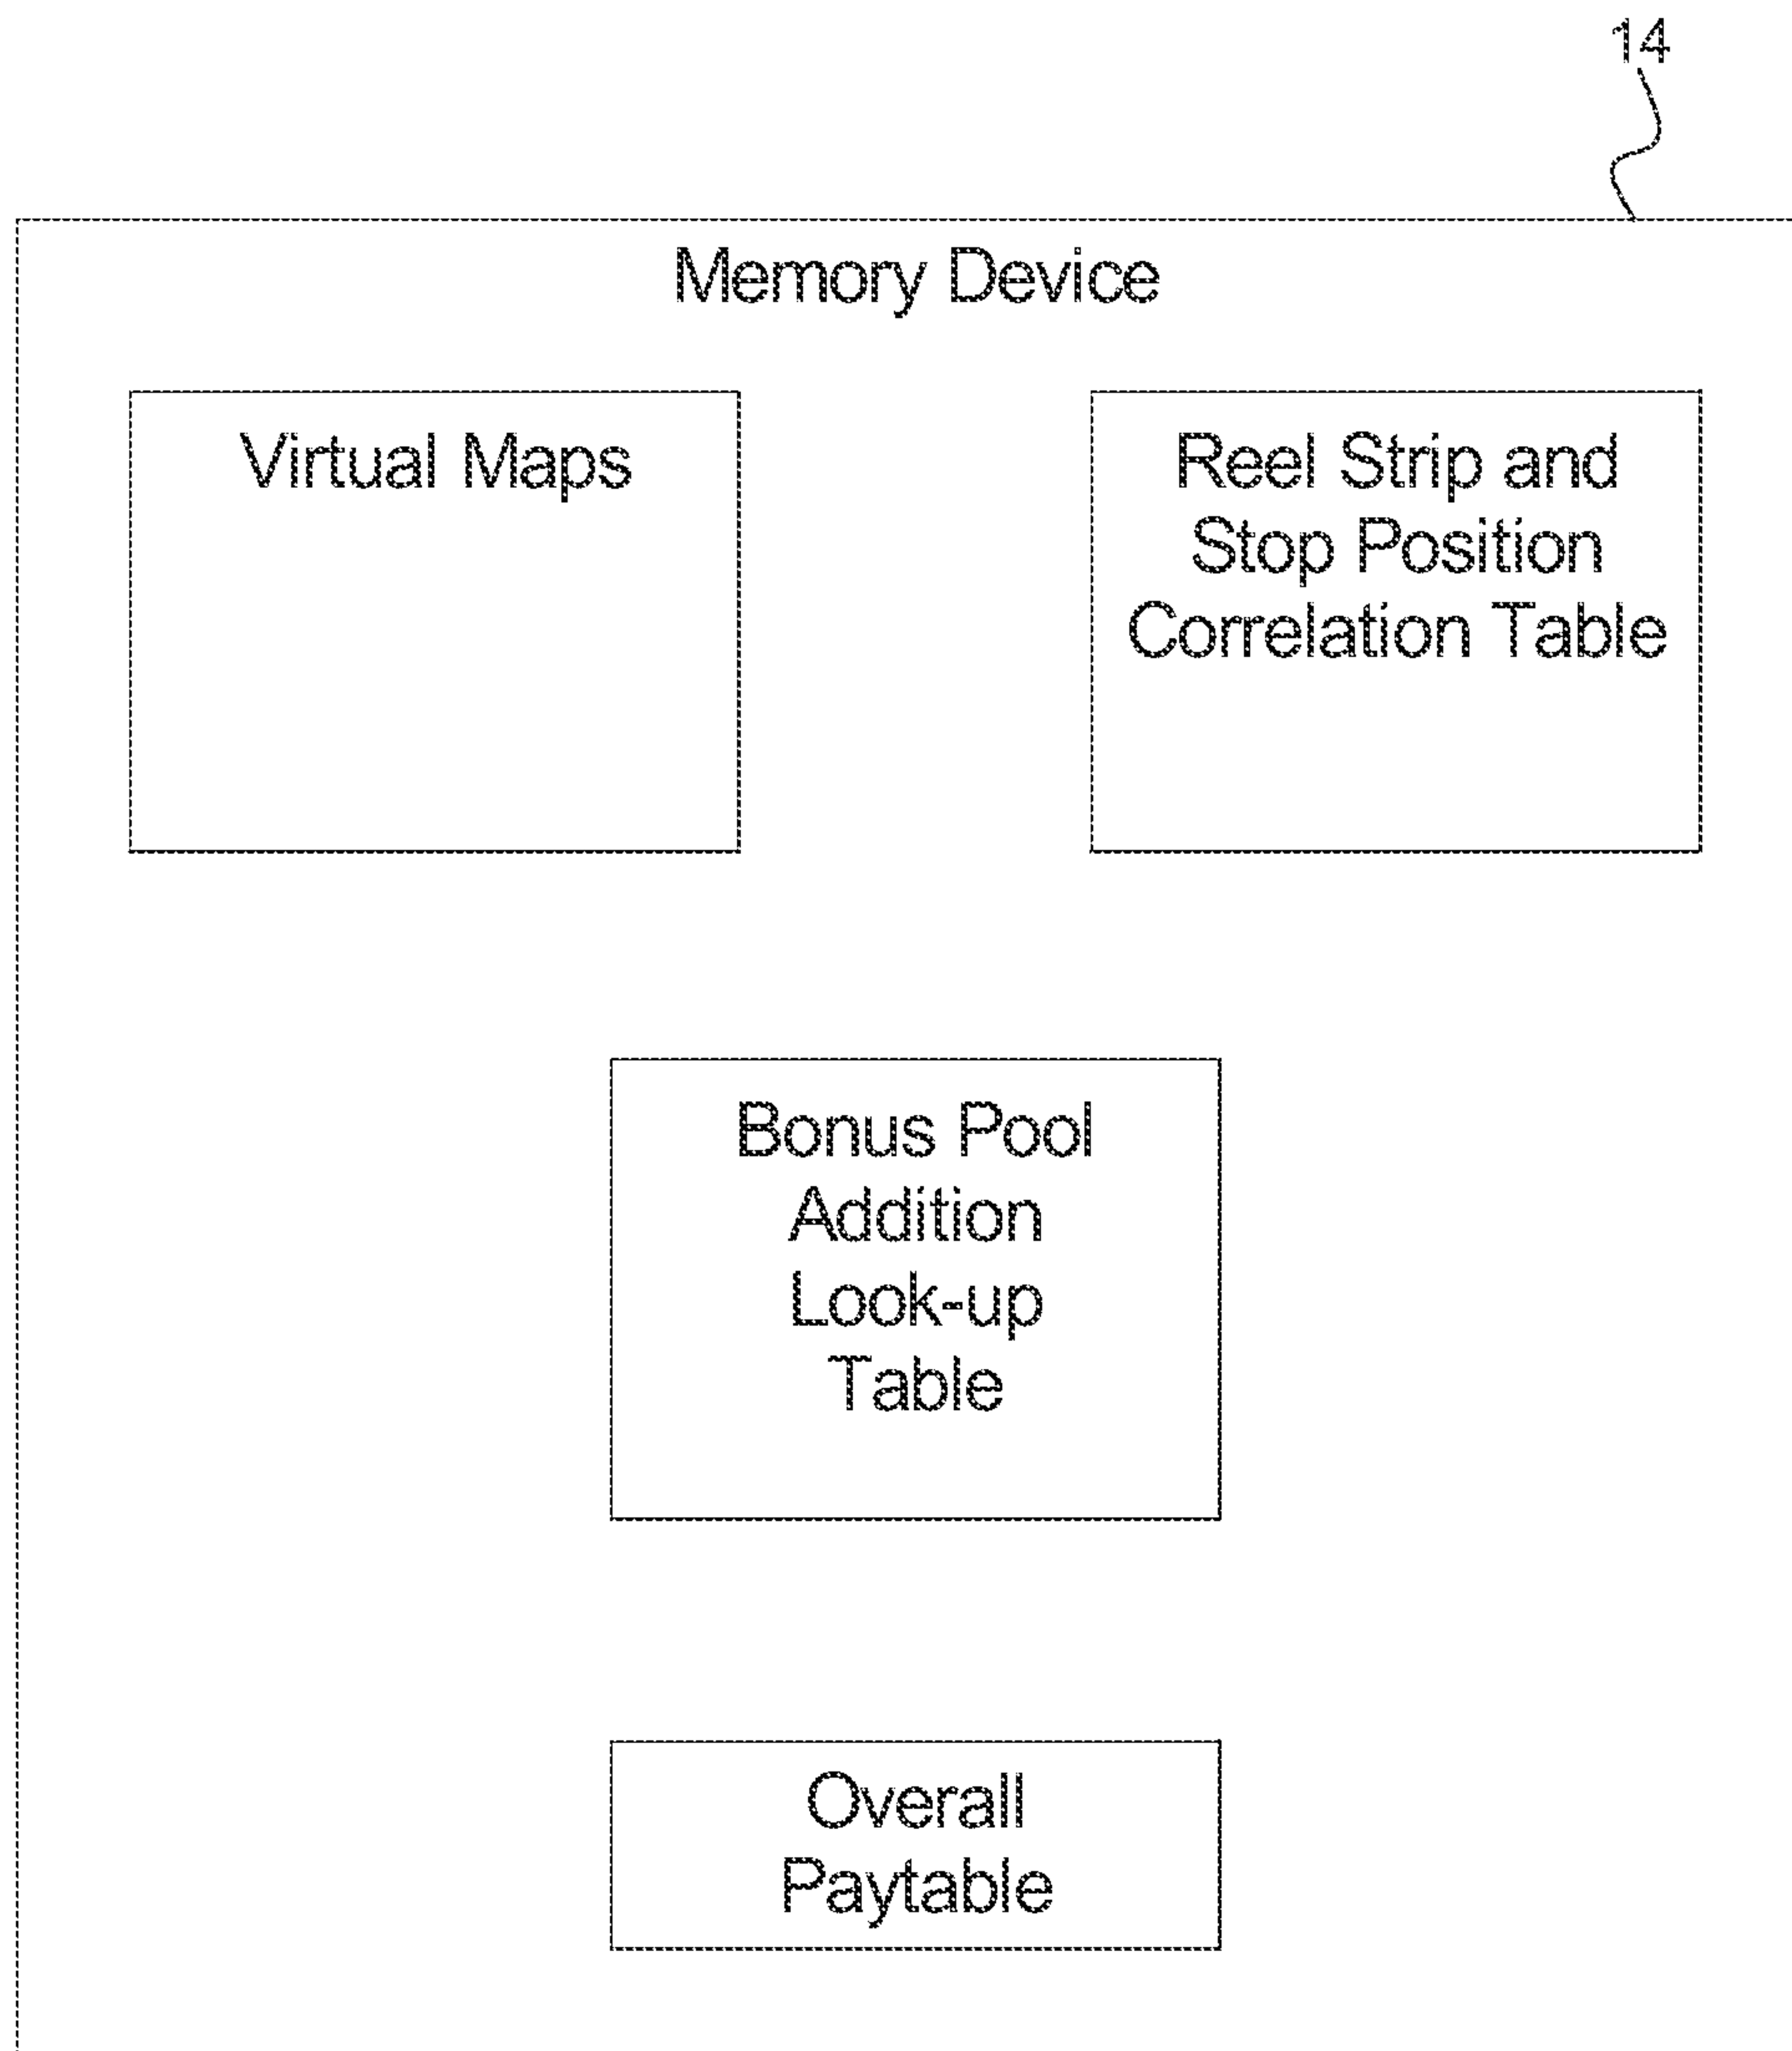 14
Memory Device
Virtual Maps
Reel Strip and
Stop Position
Correlation Table
Bonus Pool
Addition
Look-up
Table
Overall
Paytable